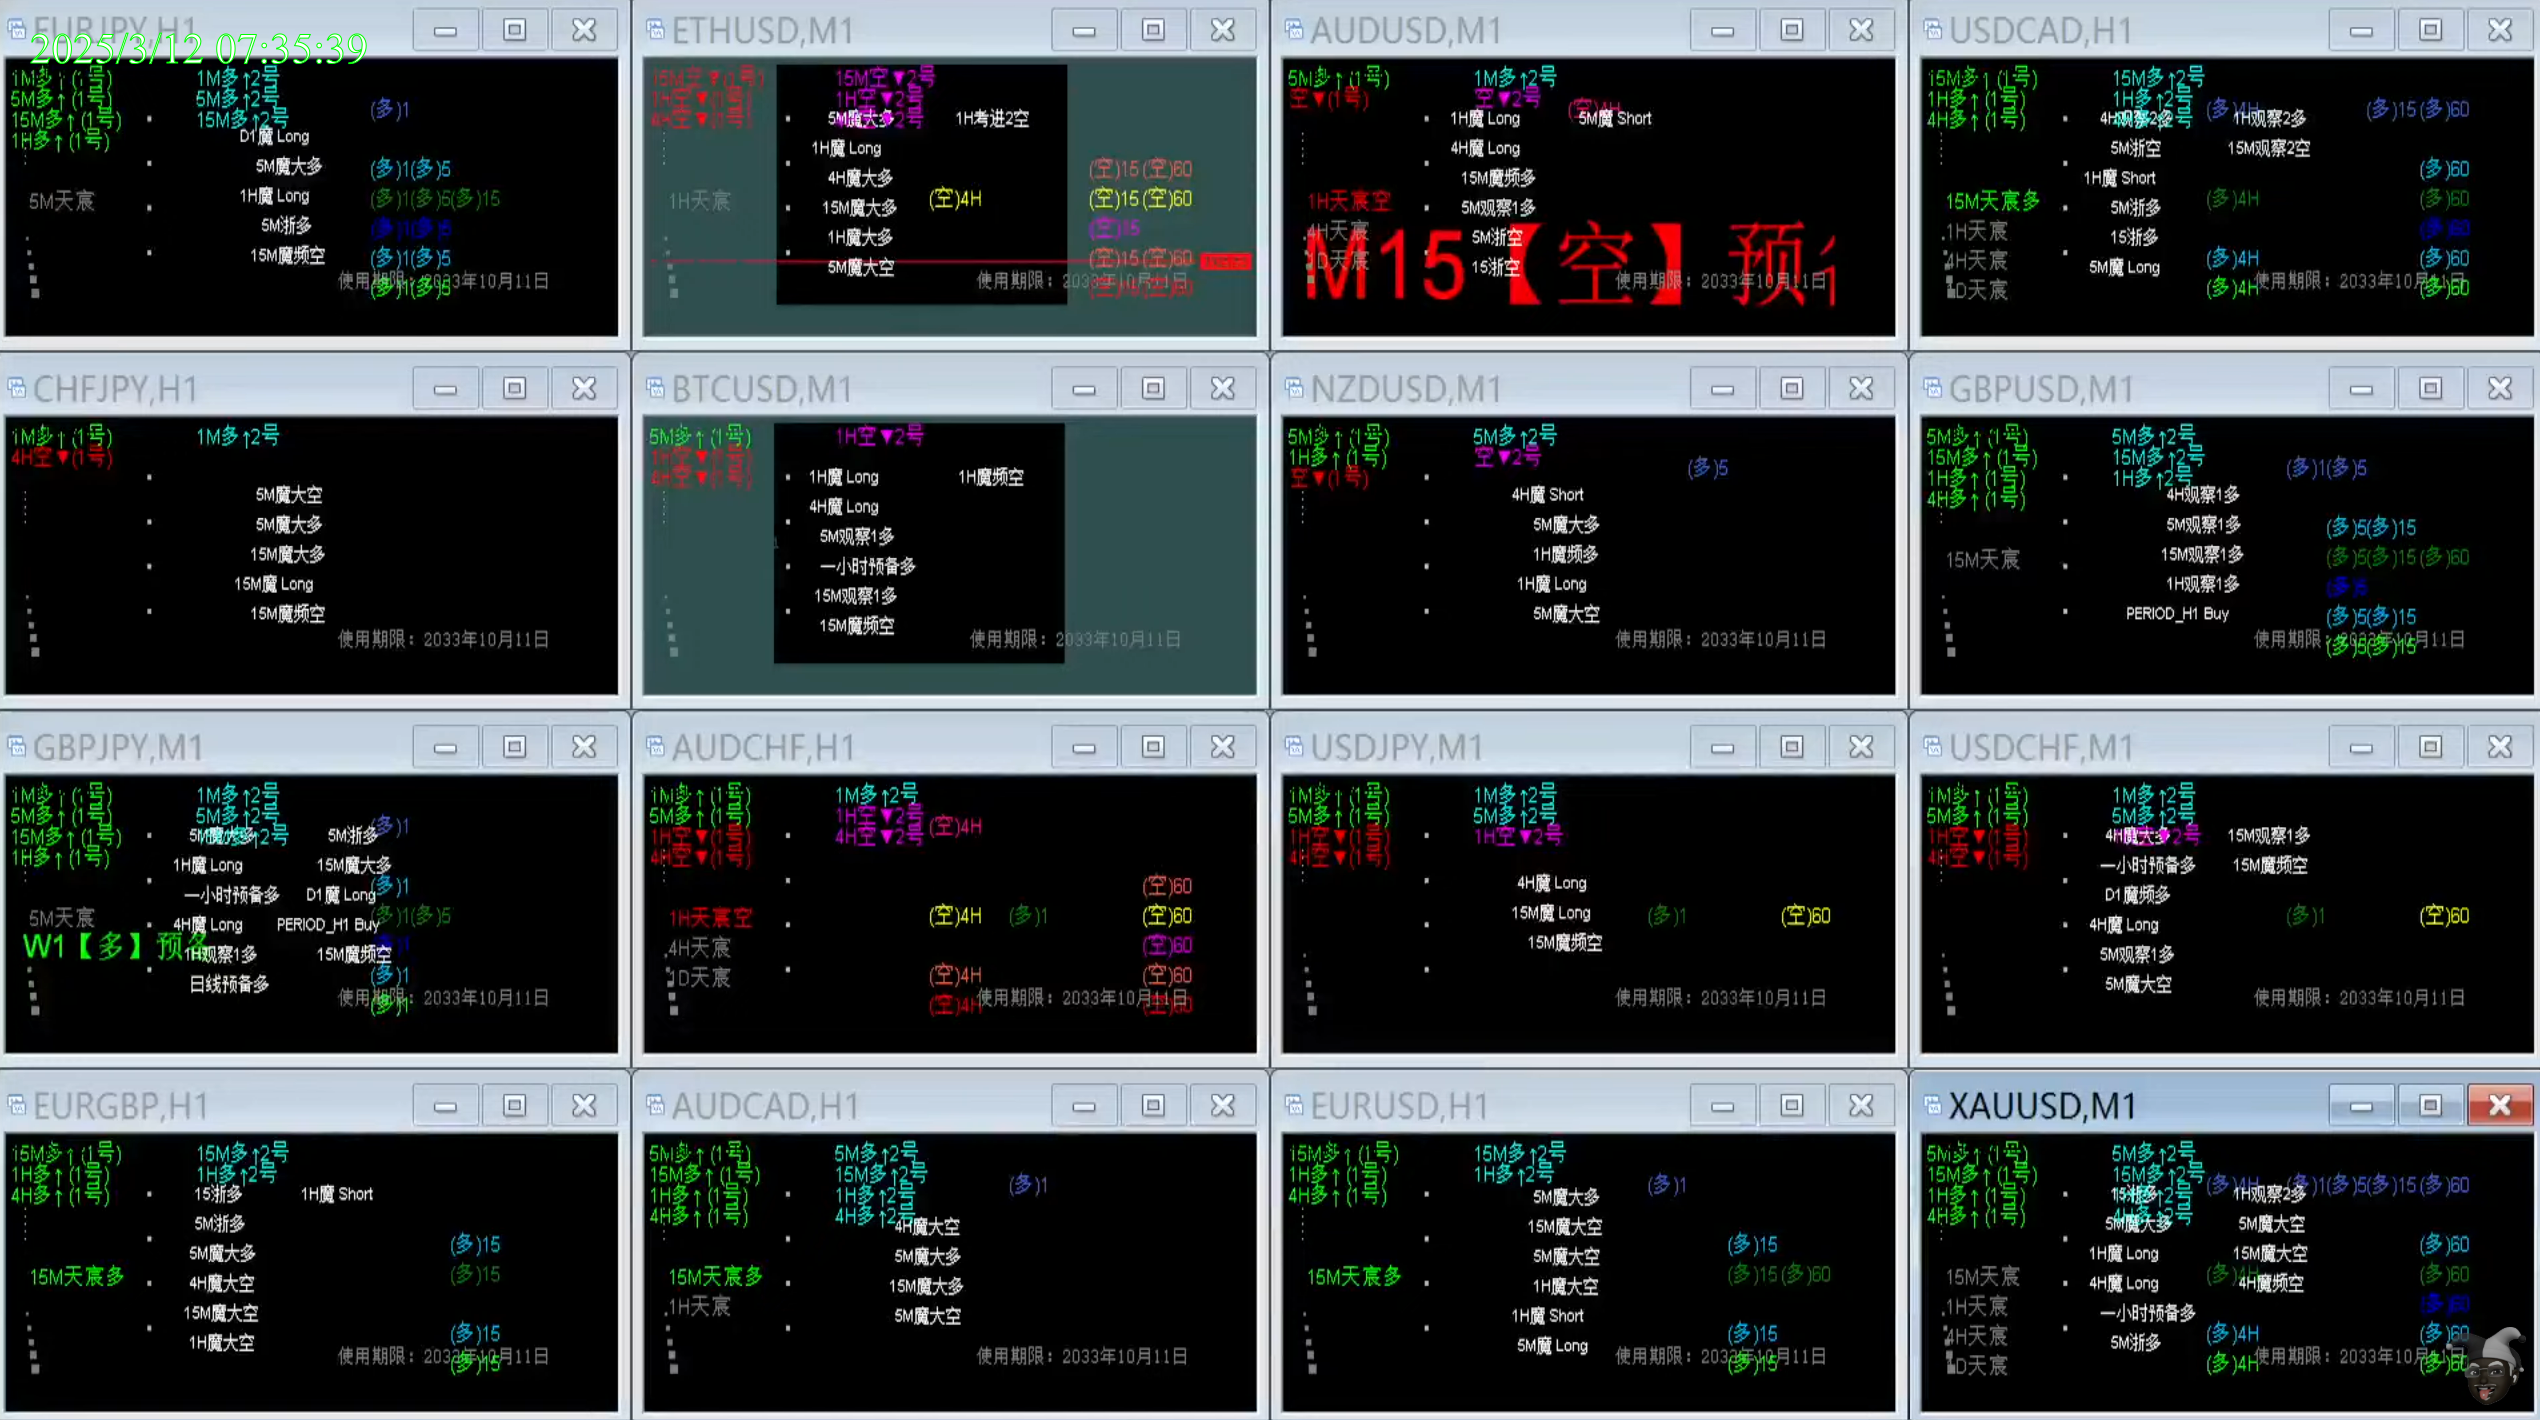 EURJPY,H1
2025/3/12 07:35:39
1M多↑(1号)
5M多↑(1号)
15M多↑(1号)
1H多↑(1号)
1M多↑2号
5M多↑2号
15M多↑2号
(多)1
D1魔 Long
5M魔大多
(多)1(多)5
1H魔 Long
(多)1(多)5(多)15
5M天宸
5M浙多
(多)1(多)5
15M魔频空
(多)1(多)5
使用期限：2033年10月11日
(多)1(多)5
ETHUSD,M1
15M空▼(1号)
1H空▼(1号)
4H空▼(1号)
15M空▼2号
1H空▼2号
5M魔大多
1H考进2空
1H魔 Long
4H魔大多
(空)15(空)60
1H天宸
15M魔大多
(空)4H
(空)15(空)60
1H魔大多
(空)15
5M魔大空
(空)15(空)60
使用期限：2033年10月11日
AUDUSD,M1
5M多↑(1号)
空▼(1号)
1M多↑2号
空▼2号
(空)4H
1H魔 Long
5M魔 Short
4H魔 Long
15M魔频多
1H天宸空
5M观察1多
4H天宸
5M浙空
1D天宸
15浙空
M15【空】预
使用期限：2033年10月11日
USDCAD,H1
15M多↑(1号)
1H多↑(1号)
4H多↑(1号)
15M多↑2号
1H多↑2号
(多)4H
(多)15(多)60
4H观察2多
1H观察2多
5M浙空
15M观察2空
1H魔 Short
(多)60
15M天宸多
5M浙多
(多)4H
(多)60
1H天宸
15浙多
(多)60
4H天宸
5M魔 Long
(多)4H
(多)60
1D天宸
(多)4H
使用期限：2033年10月11日
(多)60
CHFJPY,H1
1M多↑(1号)
4H空▼(1号)
1M多↑2号
5M魔大空
5M魔大多
15M魔大多
15M魔 Long
15M魔频空
使用期限：2033年10月11日
BTCUSD,M1
5M多↑(1号)
1H空▼(1号)
4H空▼(1号)
1H空▼2号
1H魔 Long
1H魔频空
4H魔 Long
5M观察1多
一小时预备多
15M观察1多
15M魔频空
使用期限：2033年10月11日
NZDUSD,M1
5M多↑(1号)
1H多↑(1号)
空▼(1号)
5M多↑2号
空▼2号
(多)5
4H魔 Short
5M魔大多
1H魔频多
1H魔 Long
5M魔大空
使用期限：2033年10月11日
GBPUSD,M1
5M多↑(1号)
15M多↑(1号)
1H多↑(1号)
4H多↑(1号)
5M多↑2号
15M多↑2号
1H多↑2号
(多)1(多)5
4H观察1多
5M观察1多
(多)5(多)15
15M天宸
15M观察1多
(多)5(多)15(多)60
1H观察1多
(多)5
PERIOD_H1 Buy
(多)5(多)15
使用期限：2033年10月11日
(多)5(多)15
GBPJPY,M1
1M多↑(1号)
5M多↑(1号)
15M多↑(1号)
1H多↑(1号)
1M多↑2号
5M多↑2号
15M多↑2号
(多)1
5M魔大多
5M浙多
1H魔 Long
15M魔大多
一小时预备多
D1魔 Long
(多)1
5M天宸
4H魔 Long
PERIOD_H1 Buy
(多)1(多)5
W1【多】预备
1H观察1多
15M魔频空
(多)1
日线预备多
(多)1
使用期限：2033年10月11日
(多)1
AUDCHF,H1
1M多↑(1号)
5M多↑(1号)
1H空▼(1号)
4H空▼(1号)
1M多↑2号
1H空▼2号
4H空▼2号
(空)4H
(空)60
1H天宸空
(空)4H
(多)1
(空)60
4H天宸
(空)60
1D天宸
(空)4H
(空)60
(空)4H
使用期限：2033年10月11日
(空)60
USDJPY,M1
1M多↑(1号)
5M多↑(1号)
1H空▼(1号)
4H空▼(1号)
1M多↑2号
5M多↑2号
1H空▼2号
4H魔 Long
15M魔 Long
(多)1
(空)60
15M魔频空
使用期限：2033年10月11日
USDCHF,M1
1M多↑(1号)
5M多↑(1号)
1H空▼(1号)
4H空▼(1号)
1M多↑2号
5M多↑2号
4H魔大多
15M观察1多
一小时预备多
15M魔频空
D1魔频多
4H魔 Long
(多)1
(空)60
5M观察1多
5M魔大空
使用期限：2033年10月11日
EURGBP,H1
15M多↑(1号)
1H多↑(1号)
4H多↑(1号)
15M多↑2号
1H多↑2号
15浙多
1H魔 Short
5M浙多
5M魔大多
(多)15
15M天宸多
4H魔大空
(多)15
15M魔大空
1H魔大空
(多)15
使用期限：2033年10月11日
(多)15
AUDCAD,H1
5M多↑(1号)
15M多↑(1号)
1H多↑(1号)
4H多↑(1号)
5M多↑2号
15M多↑2号
1H多↑2号
4H多↑2号
(多)1
4H魔大空
5M魔大多
15M天宸多
15M魔大多
1H天宸
5M魔大空
使用期限：2033年10月11日
EURUSD,H1
15M多↑(1号)
1H多↑(1号)
4H多↑(1号)
15M多↑2号
1H多↑2号
(多)1
5M魔大多
15M魔大空
5M魔大空
(多)15
15M天宸多
1H魔大空
(多)15(多)60
1H魔 Short
5M魔 Long
(多)15
使用期限：2033年10月11日
(多)15
XAUUSD,M1
5M多↑(1号)
15M多↑(1号)
1H多↑(1号)
4H多↑(1号)
5M多↑2号
15M多↑2号
(多)4H
(多)1(多)5(多)15(多)60
15浙多
1H观察2多
5M魔大多
5M魔大空
1H魔 Long
15M魔大空
(多)60
15M天宸
4H魔 Long
(多)4H
4H魔频空
(多)60
1H天宸
一小时预备多
(多)60
4H天宸
5M浙多
(多)4H
(多)60
1D天宸
(多)4H
使用期限：2033年10月11日
(多)60